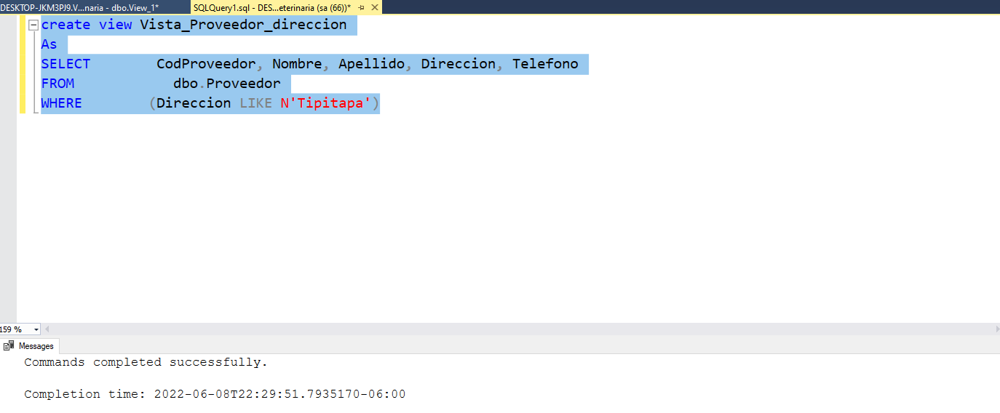 DESKTOP-JKM3PJ9.V...naria - dbo.View_1*
SQLQuery1.sql - DES...eterinaria (sa (66))*
create view Vista_Proveedor_direccion
As
SELECT CodProveedor, Nombre, Apellido, Direccion, Telefono
FROM dbo.Proveedor
WHERE (Direccion LIKE N'Tipitapa')
159 %
Messages
Commands completed successfully.
Completion time: 2022-06-08T22:29:51.7935170-06:00